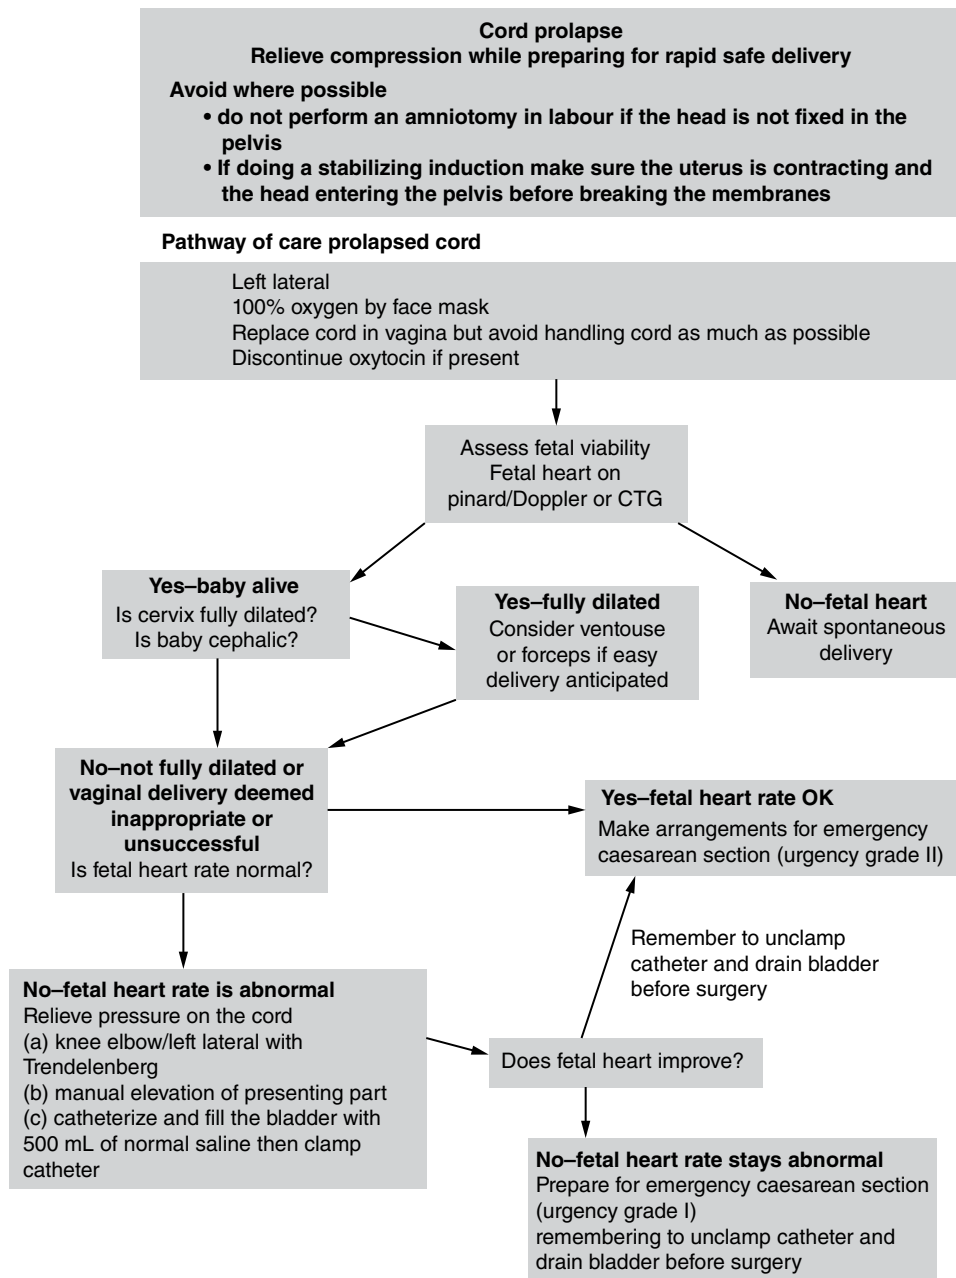 Cord prolapse
Relieve compression while preparing for rapid safe delivery
Avoid where possible
• do not perform an amniotomy in labour if the head is not fixed in the
pelvis
• If doing a stabilizing induction make sure the uterus is contracting and
the head entering the pelvis before breaking the membranes
Pathway of care prolapsed cord
Left lateral
100% oxygen by face mask
Replace cord in vagina but avoid handling cord as much as possible
Discontinue oxytocin if present
Assess fetal viability
Fetal heart on
pinard/Doppler or CTG
Yes–baby alive
Is cervix fully dilated?
Is baby cephalic?
Yes–fully dilated
Consider ventouse
or forceps if easy
delivery anticipated
No–fetal heart
Await spontaneous
delivery
No–not fully dilated or
vaginal delivery deemed
inappropriate or
unsuccessful
Is fetal heart rate normal?
Yes–fetal heart rate OK
Make arrangements for emergency
caesarean section (urgency grade II)
Remember to unclamp
catheter and drain bladder
before surgery
No–fetal heart rate is abnormal
Relieve pressure on the cord
(a) knee elbow/left lateral with
Trendelenberg
(b) manual elevation of presenting part
(c) catheterize and fill the bladder with
500 mL of normal saline then clamp
catheter
Does fetal heart improve?
No–fetal heart rate stays abnormal
Prepare for emergency caesarean section
(urgency grade I)
remembering to unclamp catheter and
drain bladder before surgery